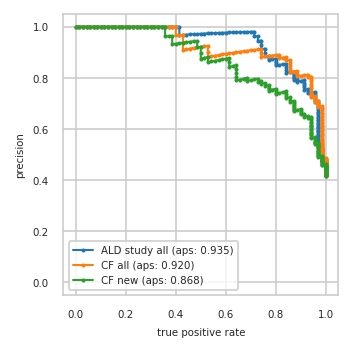 1.0
0.8
0.6
0.4
0.2
0.0
precision
ALD study all (aps: 0.935)
CF all (aps: 0.920)
CF new (aps: 0.868)
0.0 0.2 0.4 0.6 0.8 1.0
true positive rate